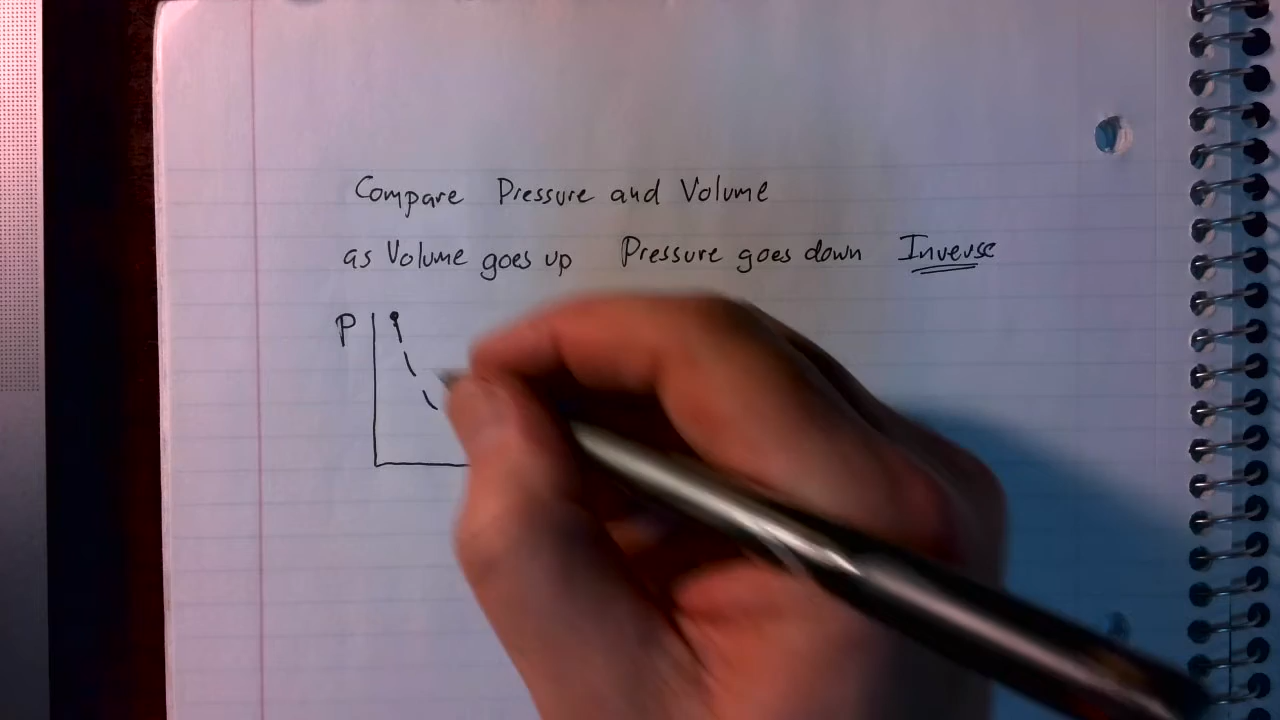 Compare Pressure and Volume
as Volume goes up Pressure goes down Inverse
P